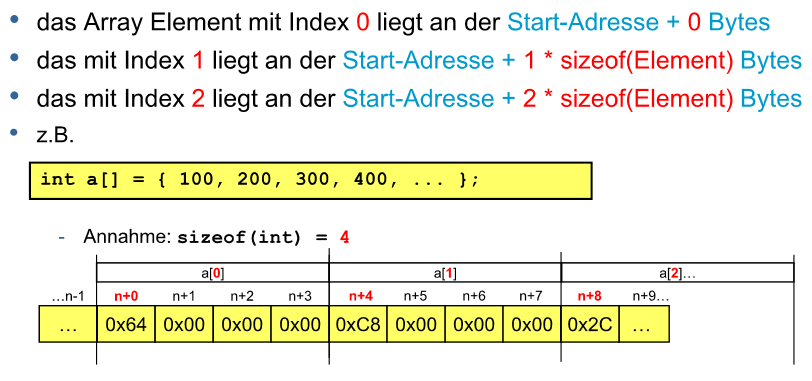 • das Array Element mit Index 0 liegt an der Start-Adresse + 0 Bytes
• das mit Index 1 liegt an der Start-Adresse + 1 * sizeof(Element) Bytes
• das mit Index 2 liegt an der Start-Adresse + 2 * sizeof(Element) Bytes
• z.B.
int a[] = { 100, 200, 300, 400, ... };
- Annahme: sizeof(int) = 4
a[0] a[1] a[2]…
…n-1 n+0 n+1 n+2 n+3 n+4 n+5 n+6 n+7 n+8 n+9…
… 0x64 0x00 0x00 0x00 0xC8 0x00 0x00 0x00 0x2C …